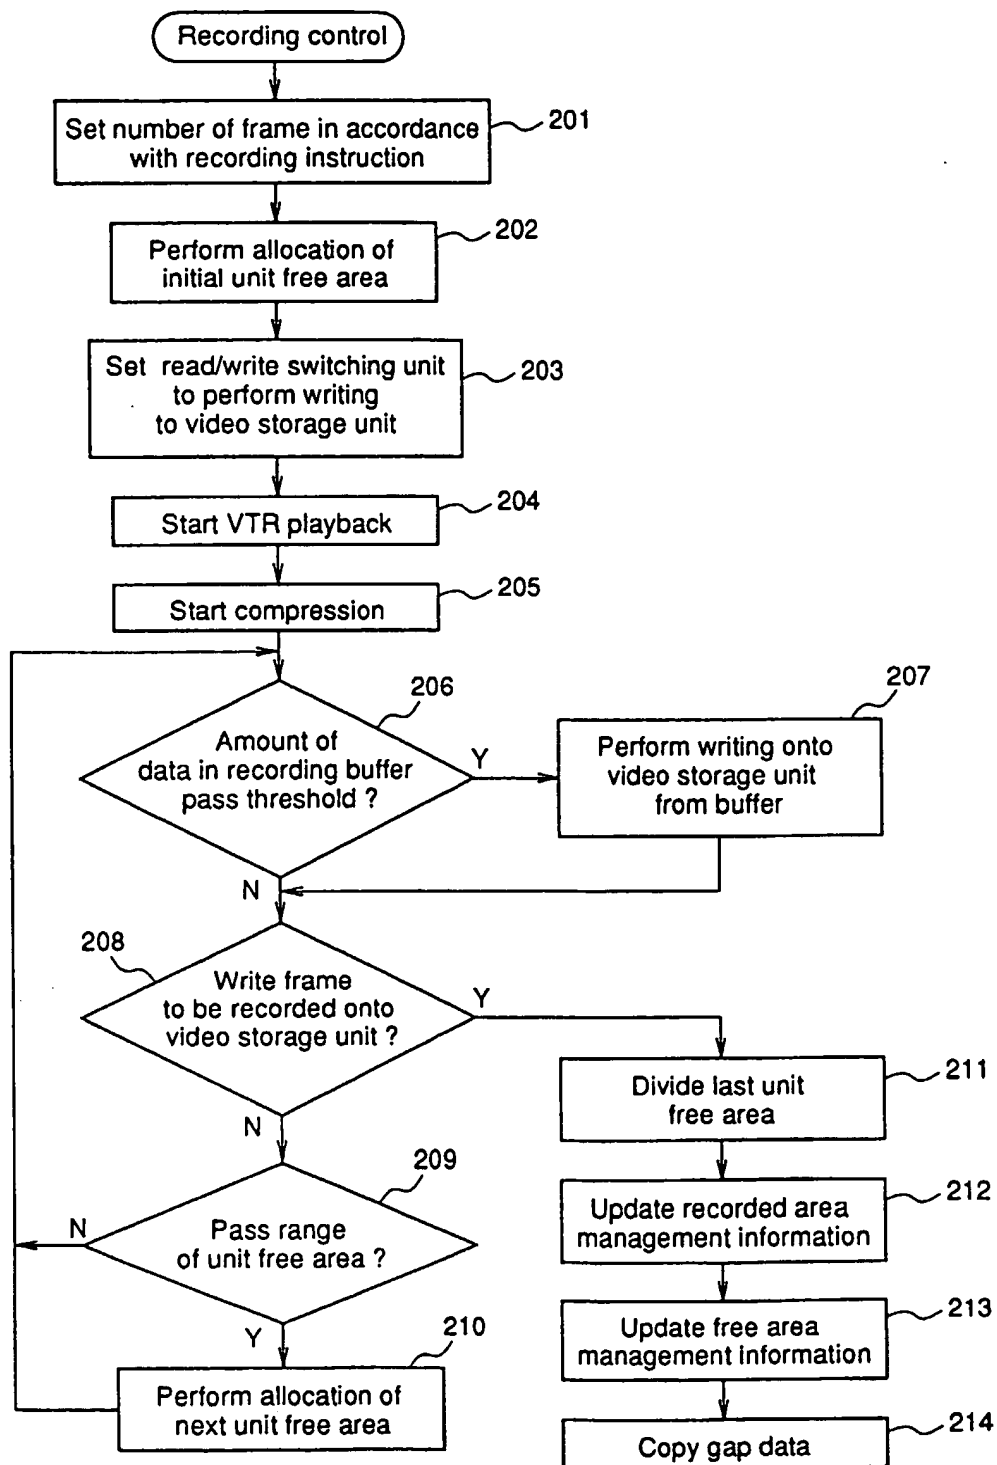 Recording control
Set number of frame in accordance
with recording instruction
201
Perform allocation of
initial unit free area
202
Set read/write switching unit
to perform writing
to video storage unit
203
Start VTR playback
204
Start compression
205
206
Amount of
data in recording buffer
pass threshold ?
Y
N
207
Perform writing onto
video storage unit
from buffer
208
Write frame
to be recorded onto
video storage unit ?
Y
N
209
Pass range
of unit free area ?
N
Y
210
Perform allocation of
next unit free area
Divide last unit
free area
211
Update recorded area
management information
212
Update free area
management information
213
Copy gap data
214